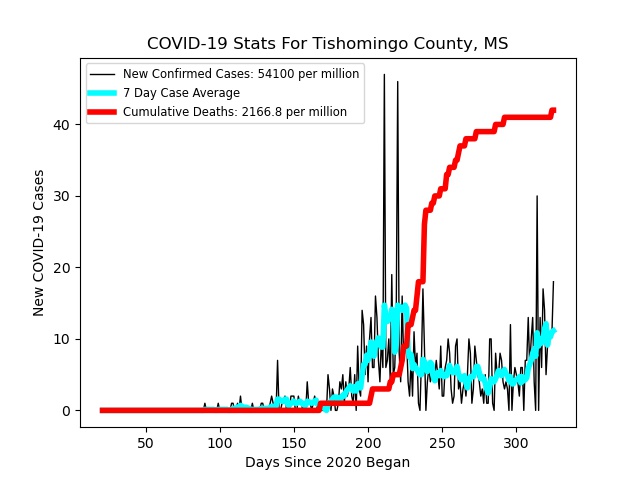 COVID-19 Stats For Tishomingo County, MS
New Confirmed Cases: 54100 per million
7 Day Case Average
Cumulative Deaths: 2166.8 per million
New COVID-19 Cases
40
30
20
10
0
50 100 150 200 250 300
Days Since 2020 Began